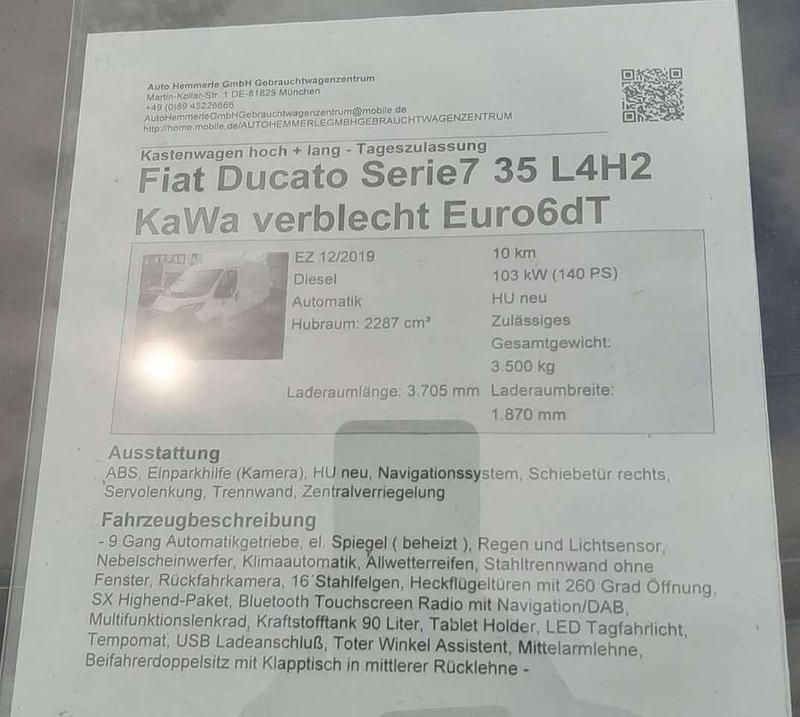 Auto Hemmerle GmbH Gebrauchtwagenzentrum
Martin-Kollar-Str. 1 DE-81829 München
+49 (0)89 45226666
AutoHemmerleGmbHGebrauchtwagenzentrum@mobile.de
http://home.mobile.de/AUTOHEMMERLEGMBHGEBRAUCHTWAGENZENTRUM
Kastenwagen hoch + lang - Tageszulassung
Fiat Ducato Serie7 35 L4H2
KaWa verblecht Euro6dT
EZ 12/2019 10 km
Diesel 103 kW (140 PS)
Automatik HU neu
Hubraum: 2287 cm³ Zulässiges
Gesamtgewicht:
3.500 kg
Laderaumlänge: 3.705 mm Laderaumbreite:
1.870 mm
Ausstattung
ABS, Einparkhilfe (Kamera), HU neu, Navigationssystem, Schiebetür rechts,
Servolenkung, Trennwand, Zentralverriegelung
Fahrzeugbeschreibung
- 9 Gang Automatikgetriebe, el. Spiegel ( beheizt ), Regen und Lichtsensor,
Nebelscheinwerfer, Klimaautomatik, Allwetterreifen, Stahltrennwand ohne
Fenster, Rückfahrkamera, 16´Stahlfelgen, Heckflügeltüren mit 260 Grad Öffnung,
SX Highend-Paket, Bluetooth Touchscreen Radio mit Navigation/DAB,
Multifunktionslenkrad, Kraftstofftank 90 Liter, Tablet Holder, LED Tagfahrlicht,
Tempomat, USB Ladeanschluß, Toter Winkel Assistent, Mittelarmlehne,
Beifahrerdoppelsitz mit Klapptisch in mittlerer Rücklehne -